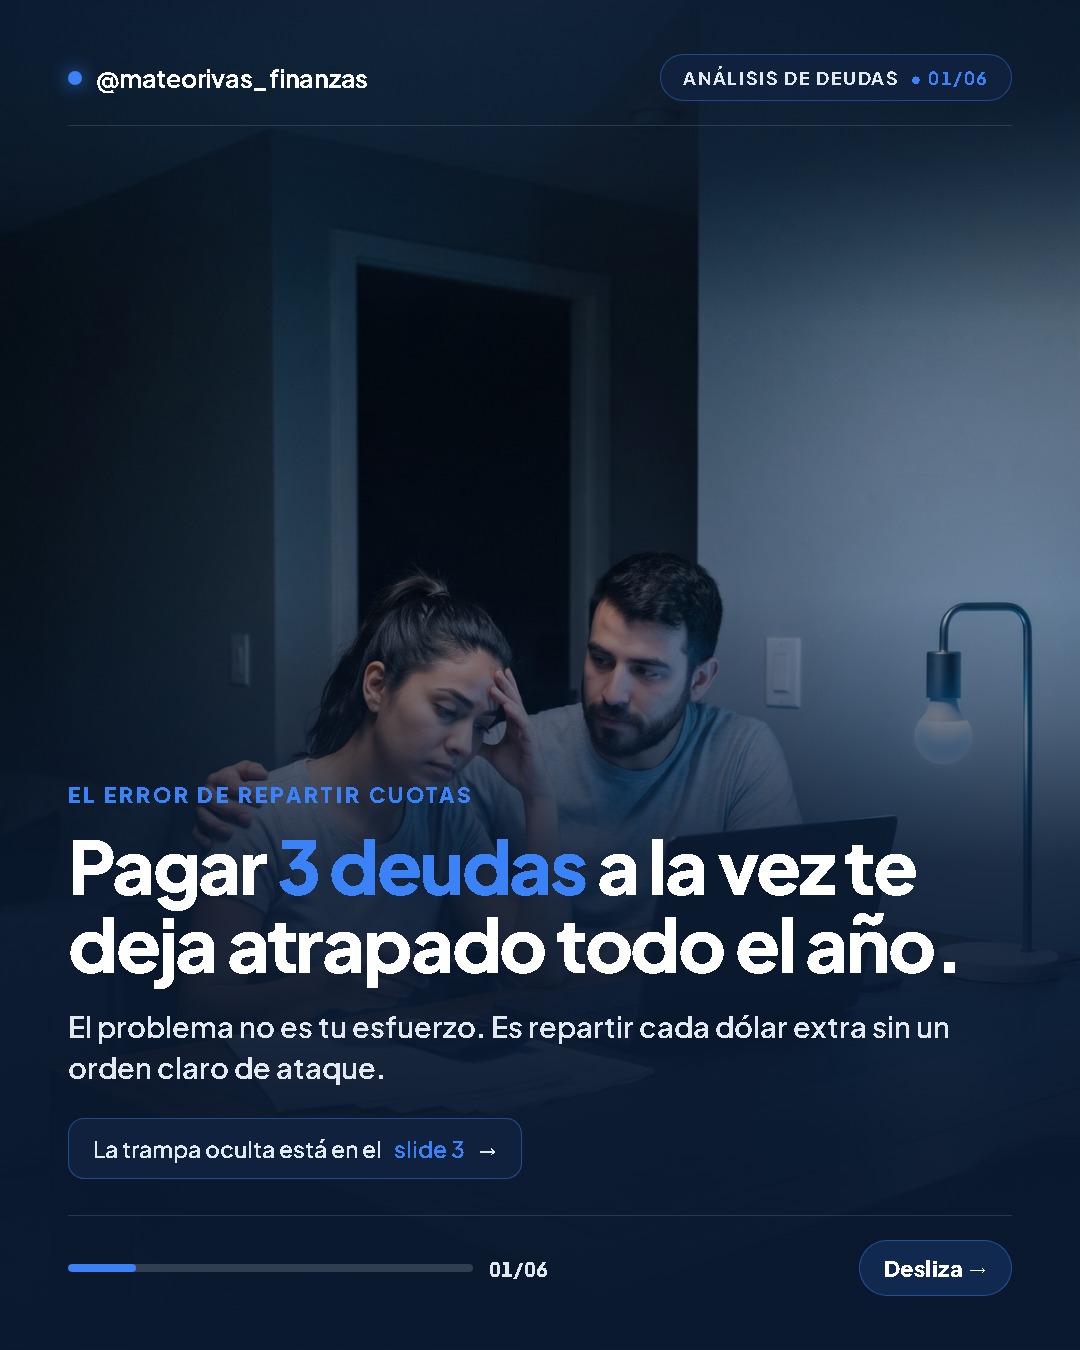 @mateorivas_finanzas
ANÁLISIS DE DEUDAS • 01/06
EL ERROR DE REPARTIR CUOTAS
Pagar 3 deudas a la vez te
deja atrapado todo el año.
El problema no es tu esfuerzo. Es repartir cada dólar extra sin un
orden claro de ataque.
La trampa oculta está en el slide 3 →
01/06
Desliza →